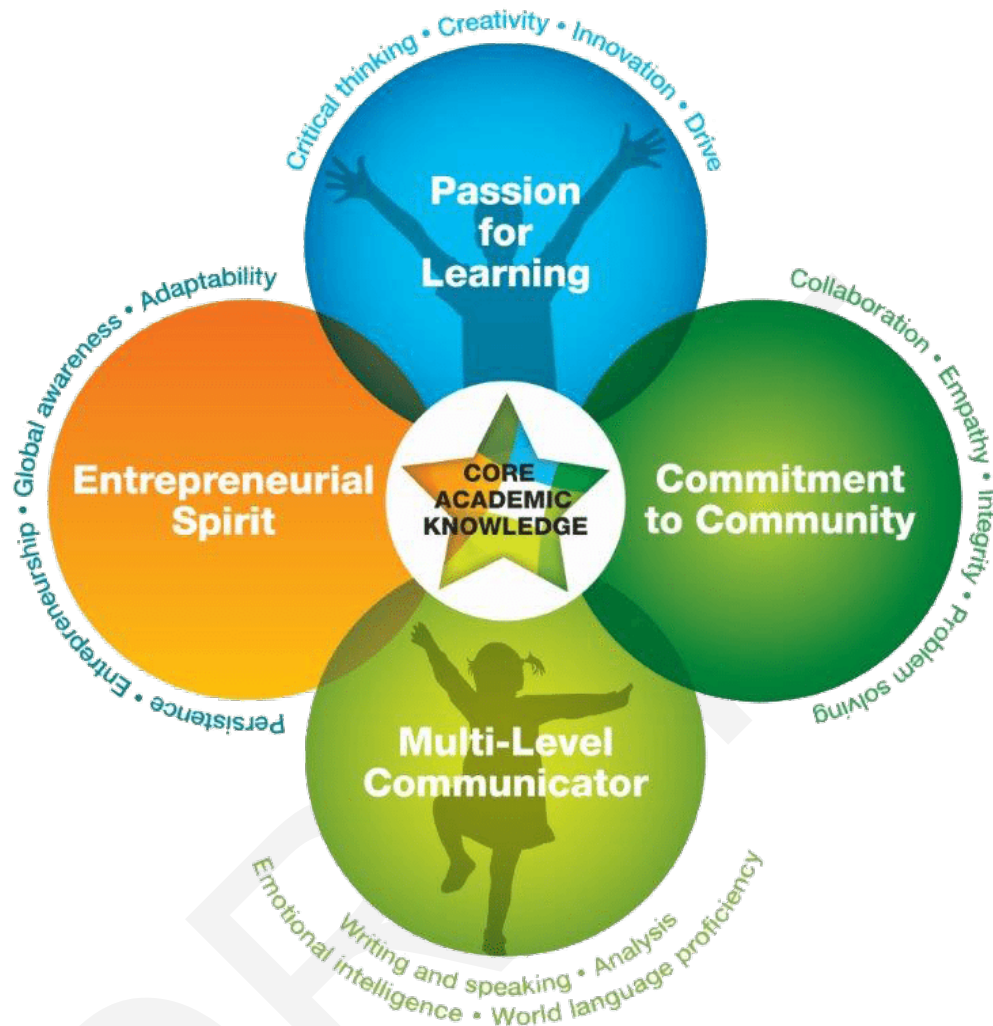 Critical thinking • Creativity • Innovation • Drive
Passion
for
Learning
Persistence • Entrepreneurship • Global awareness • Adaptability
Entrepreneurial
Spirit
CORE
ACADEMIC
KNOWLEDGE
Collaboration • Empathy • Integrity • Problem solving
Commitment
to Community
Multi-Level
Communicator
Writing and speaking • Analysis
Emotional intelligence • World language proficiency